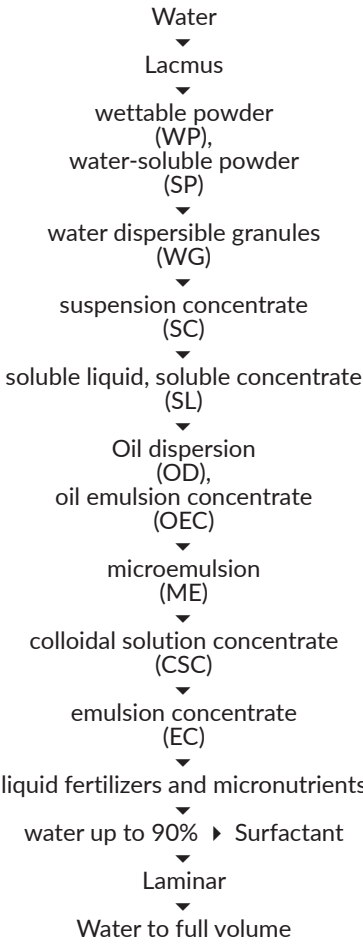 Water
Lacmus
wettable powder
(WP),
water-soluble powder
(SP)
water dispersible granules
(WG)
suspension concentrate
(SC)
soluble liquid, soluble concentrate
(SL)
Oil dispersion
(OD),
oil emulsion concentrate
(OEC)
microemulsion
(ME)
colloidal solution concentrate
(CSC)
emulsion concentrate
(EC)
liquid fertilizers and micronutrients
water up to 90% Surfactant
Laminar
Water to full volume